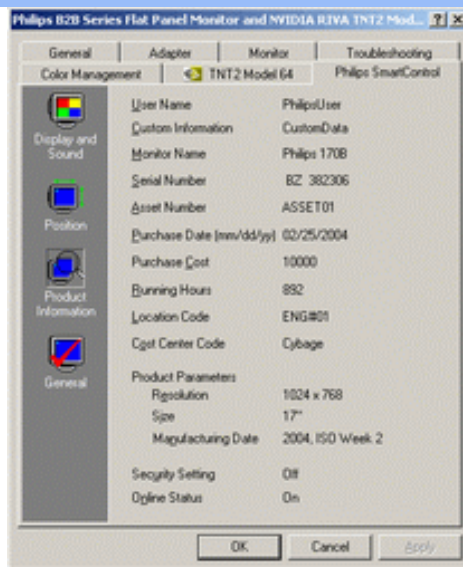 Philips B2B Series Flat Panel Monitor and NVIDIA RIVA TNT2 Mod...
General Adapter Monitor Troubleshooting
Color Management TNT2 Model 64 Philips SmartControl
Display and Sound
Position
Product Information
General
User Name PhilipsUser
Custom Information CustomData
Monitor Name Philips 170B
Serial Number BZ 382306
Asset Number ASSET01
Purchase Date (mm/dd/yy) 02/25/2004
Purchase Cost 10000
Running Hours 892
Location Code ENG#01
Cost Center Code Cybage
Product Parameters
Resolution 1024 x 768
Size 17"
Manufacturing Date 2004, ISO Week 2
Security Setting Off
Online Status On
OK Cancel Apply